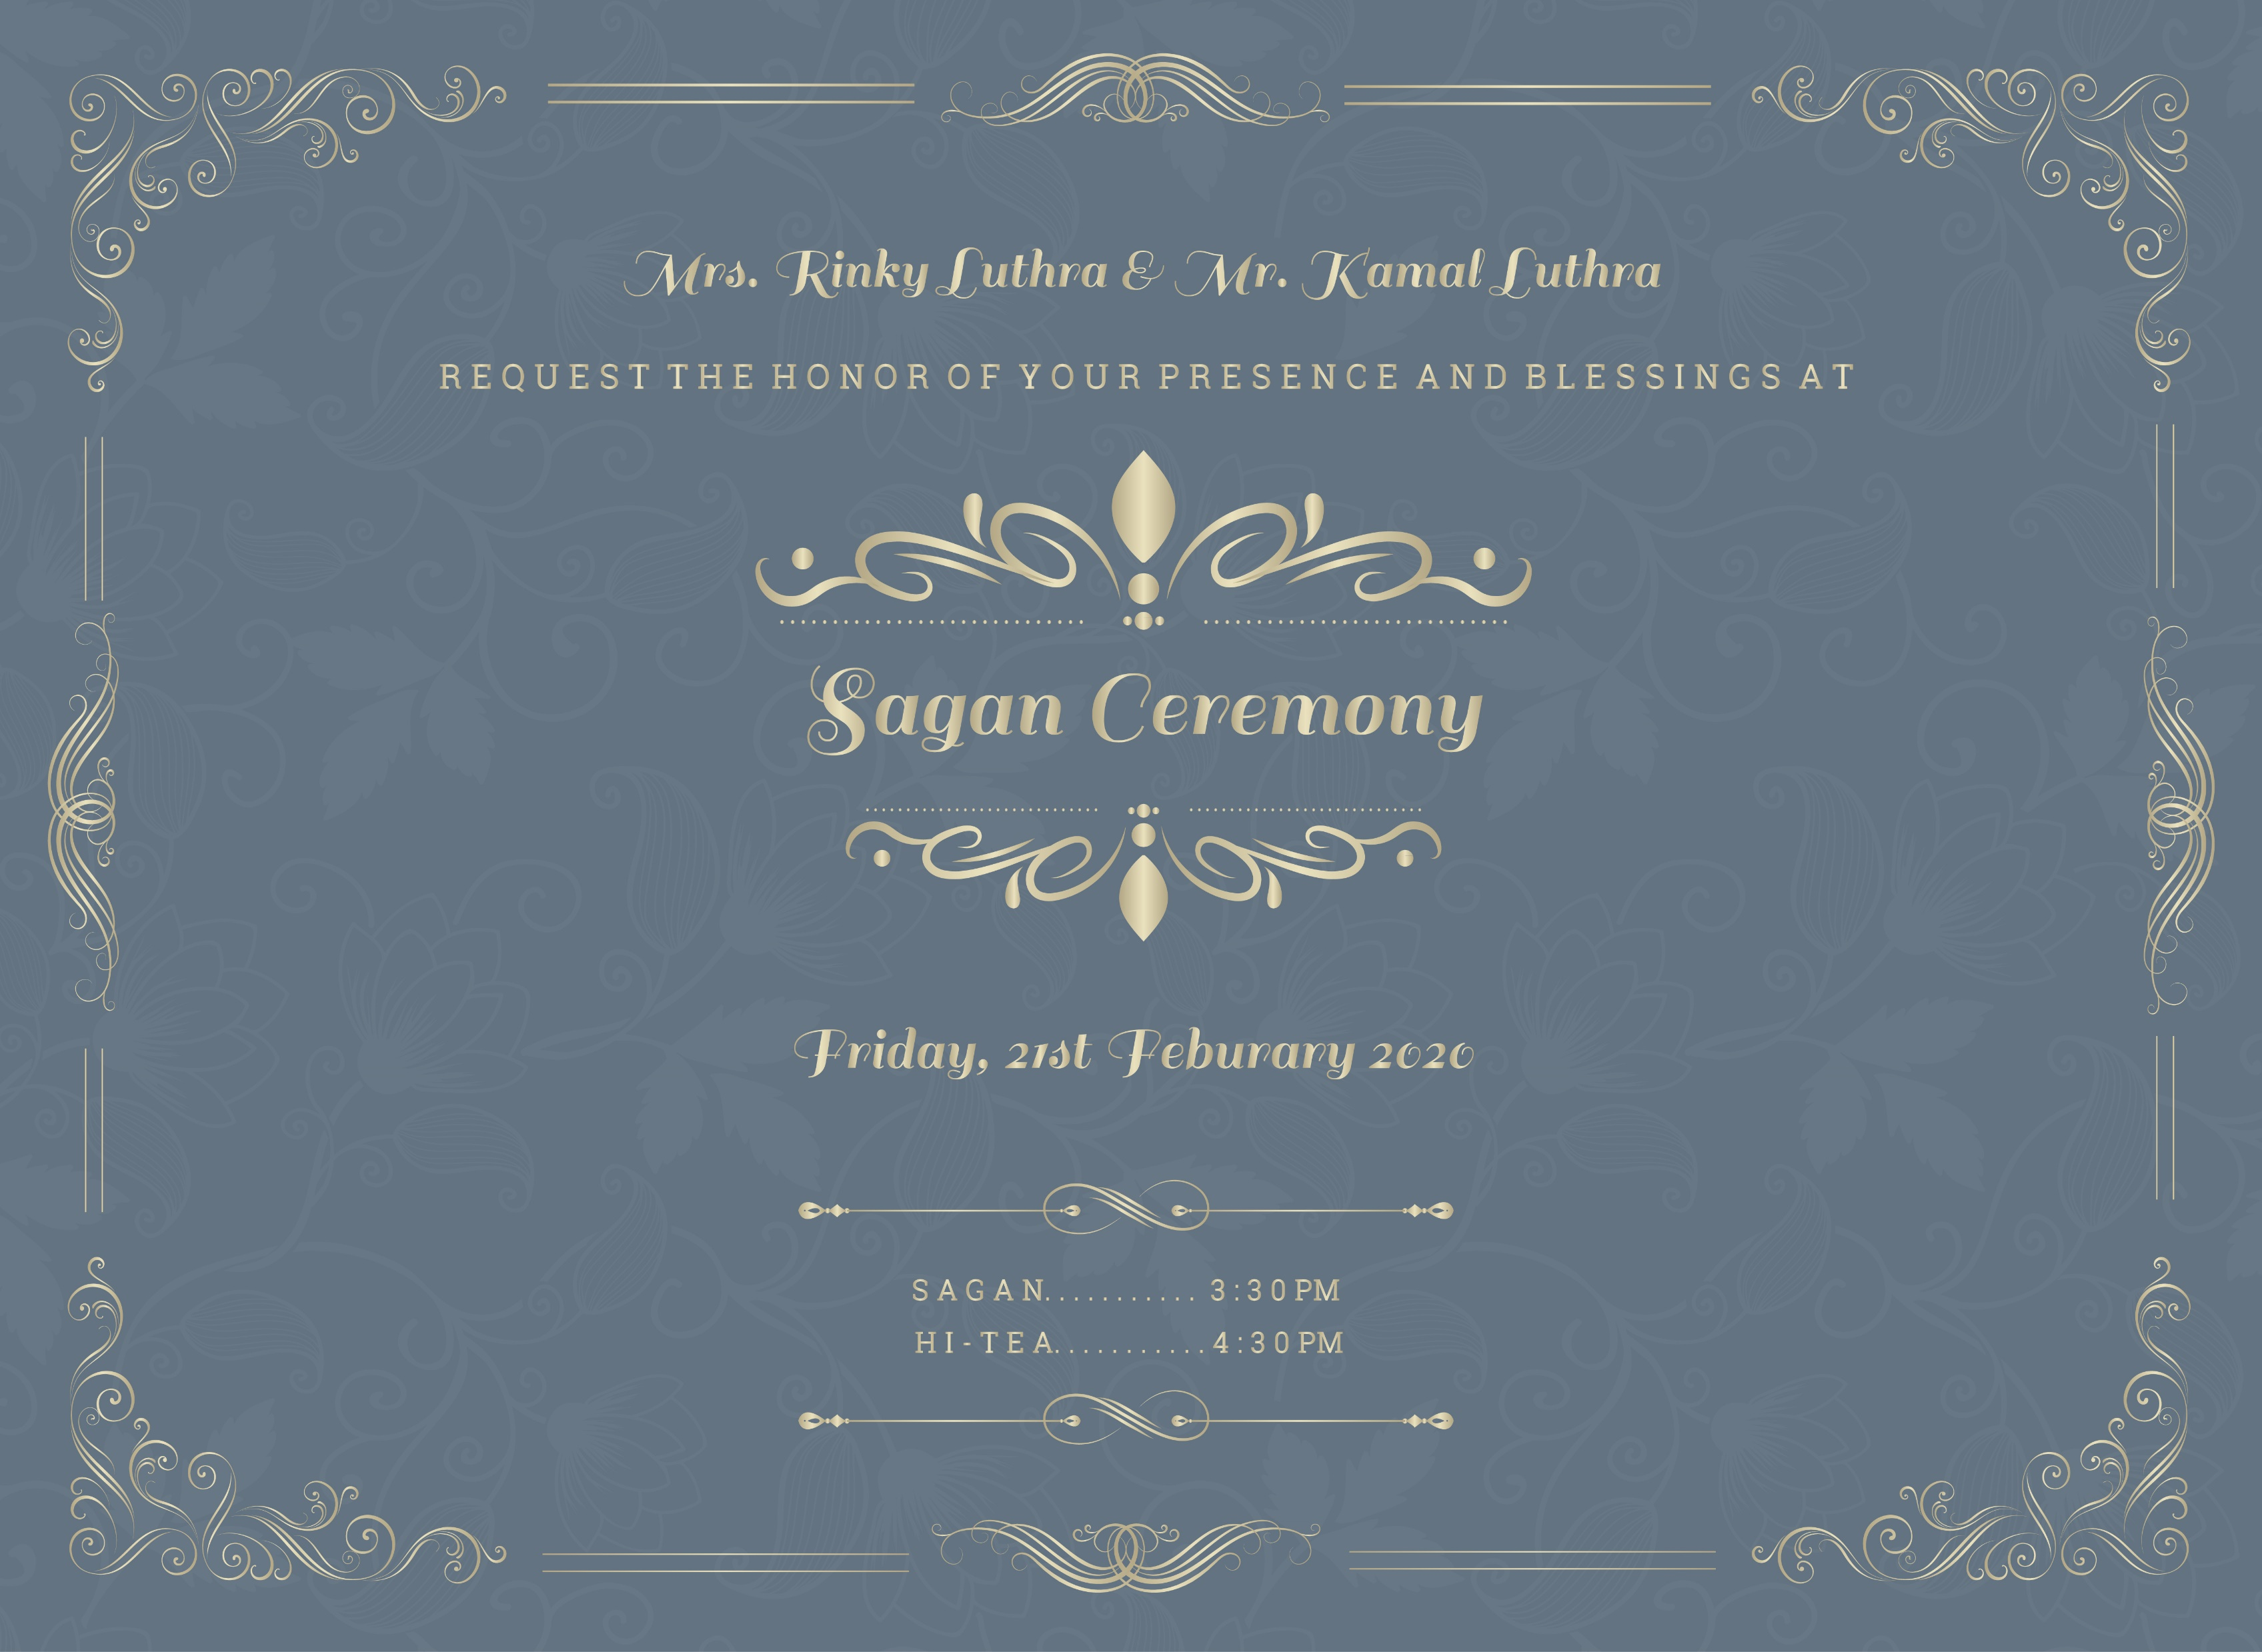 Mrs. Rinky Luthra & Mr. Kamal Luthra
REQUEST THE HONOR OF YOUR PRESENCE AND BLESSINGS AT
Sagan Ceremony
Friday, 21st Feburary 2020
SAGAN........... 3:30PM
HI-TEA...........4:30PM